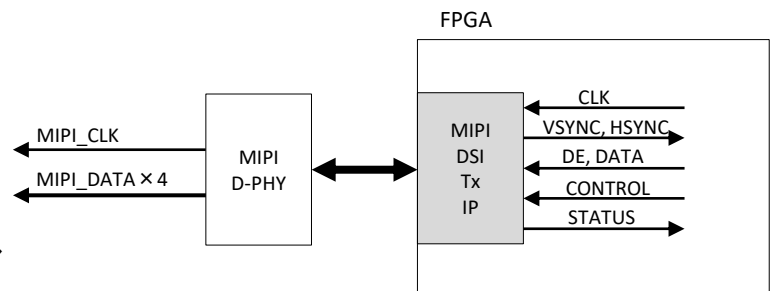 FPGA
CLK
VSYNC, HSYNC
DE, DATA
CONTROL
STATUS
MIPI
DSI
Tx
IP
MIPI
D-PHY
MIPI_CLK
MIPI_DATA×4